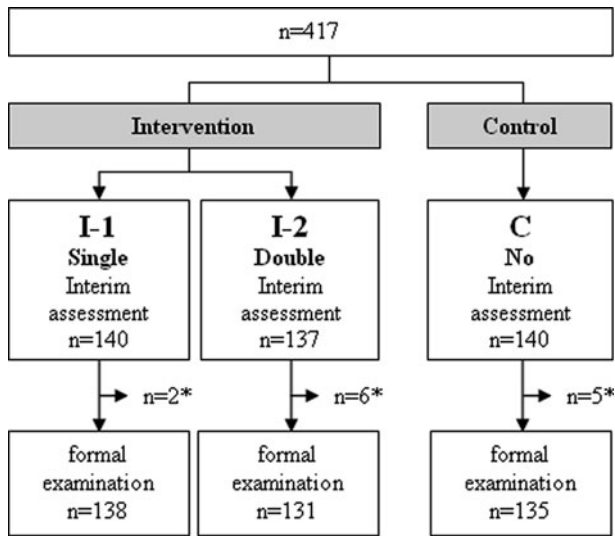 n=417
Intervention
Control
I-1
Single
Interim
assessment
n=140
I-2
Double
Interim
assessment
n=137
C
No
Interim
assessment
n=140
n=2*
n=6*
n=5*
formal
examination
n=138
formal
examination
n=131
formal
examination
n=135